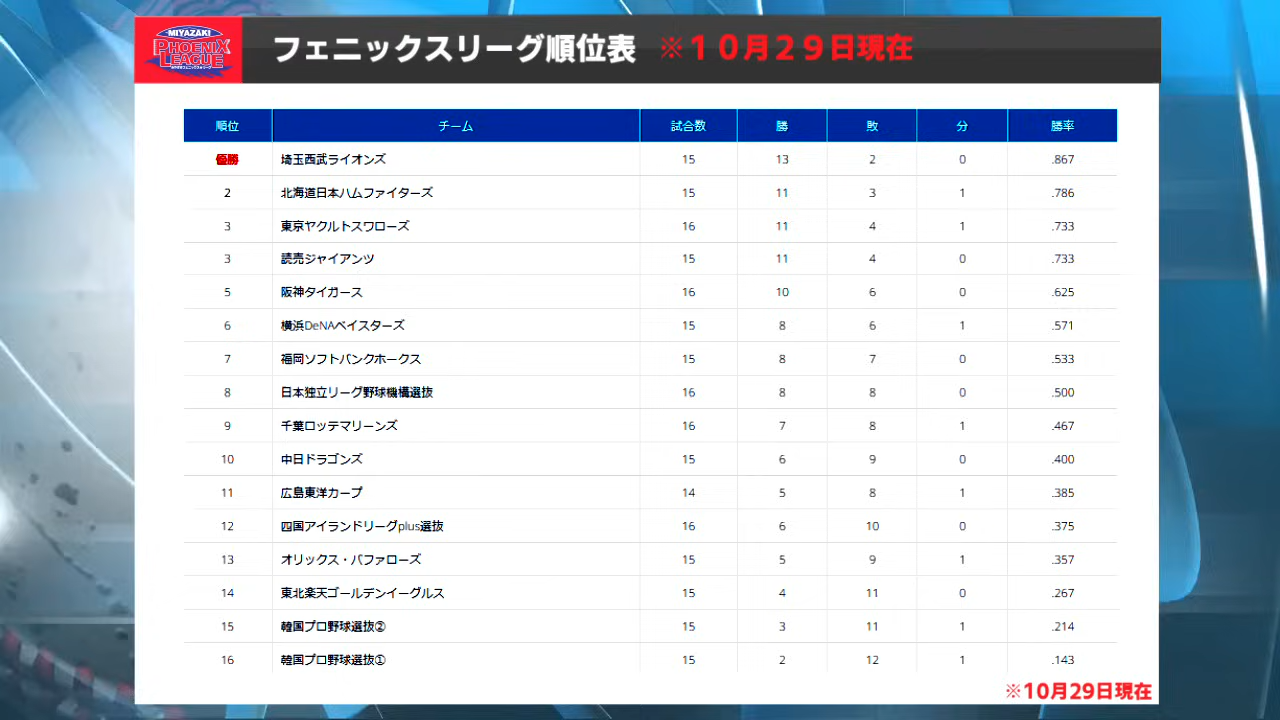 MIYAZAKI
PHOENIX
LEAGUE
フェニックスリーグ順位表 ※10月29日現在
順位 チーム 試合数 勝 敗 分 勝率
優勝 埼玉西武ライオンズ 15 13 2 0 .867
2 北海道日本ハムファイターズ 15 11 3 1 .786
3 東京ヤクルトスワローズ 16 11 4 1 .733
3 読売ジャイアンツ 15 11 4 0 .733
5 阪神タイガース 16 10 6 0 .625
6 横浜DeNAベイスターズ 15 8 6 1 .571
7 福岡ソフトバンクホークス 15 8 7 0 .533
8 日本独立リーグ野球機構選抜 16 8 8 0 .500
9 千葉ロッテマリーンズ 16 7 8 1 .467
10 中日ドラゴンズ 15 6 9 0 .400
11 広島東洋カープ 14 5 8 1 .385
12 四国アイランドリーグplus選抜 16 6 10 0 .375
13 オリックス・バファローズ 15 5 9 1 .357
14 東北楽天ゴールデンイーグルス 15 4 11 0 .267
15 韓国プロ野球選抜② 15 3 11 1 .214
16 韓国プロ野球選抜① 15 2 12 1 .143
※10月29日現在